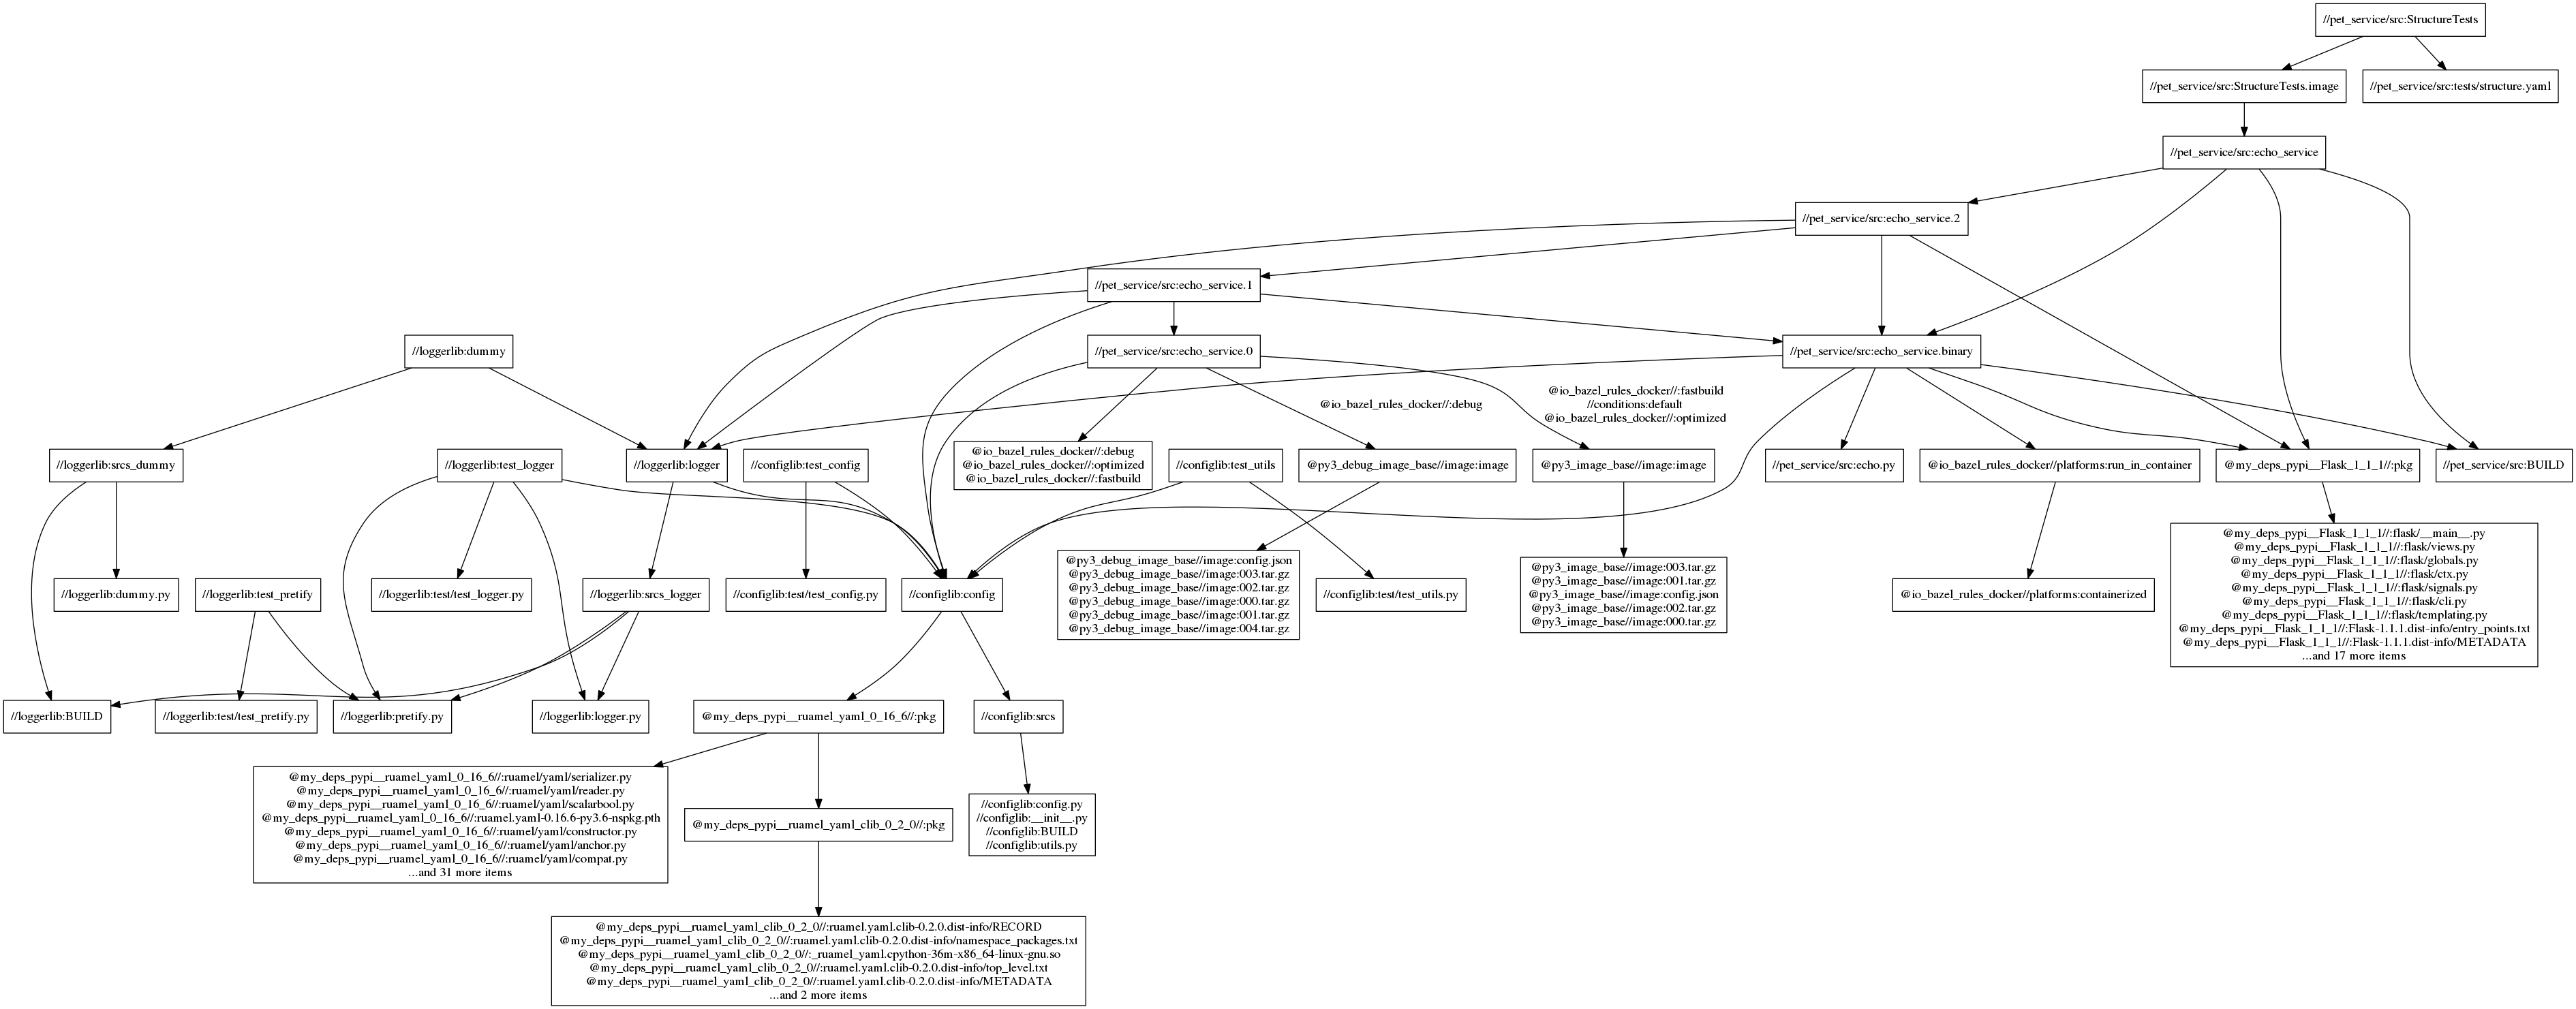 //pet_service/src:StructureTests
//pet_service/src:StructureTests.image
//pet_service/src:tests/structure.yaml
//pet_service/src:echo_service
//pet_service/src:echo_service.2
//pet_service/src:echo_service.1
//loggerlib:dummy
//pet_service/src:echo_service.0
//pet_service/src:echo_service.binary
@io_bazel_rules_docker//:debug
@io_bazel_rules_docker//:fastbuild
//conditions:default
@io_bazel_rules_docker//:optimized
//loggerlib:srcs_dummy
//loggerlib:test_logger
//loggerlib:logger
//configlib:test_config
@io_bazel_rules_docker//:debug
@io_bazel_rules_docker//:optimized
@io_bazel_rules_docker//:fastbuild
//configlib:test_utils
@py3_debug_image_base//image:image
@py3_image_base//image:image
//pet_service/src:echo.py
@io_bazel_rules_docker//platforms:run_in_container
@my_deps_pypi__Flask_1_1_1//:pkg
//pet_service/src:BUILD
//loggerlib:dummy.py
//loggerlib:test_pretify
//loggerlib:test/test_logger.py
//loggerlib:srcs_logger
//configlib:test/test_config.py
//configlib:config
@py3_debug_image_base//image:config.json
@py3_debug_image_base//image:003.tar.gz
@py3_debug_image_base//image:002.tar.gz
@py3_debug_image_base//image:000.tar.gz
@py3_debug_image_base//image:001.tar.gz
@py3_debug_image_base//image:004.tar.gz
//configlib:test/test_utils.py
@py3_image_base//image:003.tar.gz
@py3_image_base//image:001.tar.gz
@py3_image_base//image:config.json
@py3_image_base//image:002.tar.gz
@py3_image_base//image:000.tar.gz
@io_bazel_rules_docker//platforms:containerized
@my_deps_pypi__Flask_1_1_1//:flask/__main__.py
@my_deps_pypi__Flask_1_1_1//:flask/views.py
@my_deps_pypi__Flask_1_1_1//:flask/globals.py
@my_deps_pypi__Flask_1_1_1//:flask/ctx.py
@my_deps_pypi__Flask_1_1_1//:flask/signals.py
@my_deps_pypi__Flask_1_1_1//:flask/cli.py
@my_deps_pypi__Flask_1_1_1//:flask/templating.py
@my_deps_pypi__Flask_1_1_1//:Flask-1.1.1.dist-info/entry_points.txt
@my_deps_pypi__Flask_1_1_1//:Flask-1.1.1.dist-info/METADATA
...and 17 more items
//loggerlib:BUILD
//loggerlib:test/test_pretify.py
//loggerlib:pretify.py
//loggerlib:logger.py
@my_deps_pypi__ruamel_yaml_0_16_6//:pkg
//configlib:srcs
@my_deps_pypi__ruamel_yaml_0_16_6//:ruamel/yaml/serializer.py
@my_deps_pypi__ruamel_yaml_0_16_6//:ruamel/yaml/reader.py
@my_deps_pypi__ruamel_yaml_0_16_6//:ruamel/yaml/scalarbool.py
@my_deps_pypi__ruamel_yaml_0_16_6//:ruamel.yaml-0.16.6-py3.6-nspkg.pth
@my_deps_pypi__ruamel_yaml_0_16_6//:ruamel/yaml/constructor.py
@my_deps_pypi__ruamel_yaml_0_16_6//:ruamel/yaml/anchor.py
@my_deps_pypi__ruamel_yaml_0_16_6//:ruamel/yaml/compat.py
...and 31 more items
@my_deps_pypi__ruamel_yaml_clib_0_2_0//:pkg
//configlib:config.py
//configlib:__init__.py
//configlib:BUILD
//configlib:utils.py
@my_deps_pypi__ruamel_yaml_clib_0_2_0//:ruamel.yaml.clib-0.2.0.dist-info/RECORD
@my_deps_pypi__ruamel_yaml_clib_0_2_0//:ruamel.yaml.clib-0.2.0.dist-info/namespace_packages.txt
@my_deps_pypi__ruamel_yaml_clib_0_2_0//:_ruamel_yaml.cpython-36m-x86_64-linux-gnu.so
@my_deps_pypi__ruamel_yaml_clib_0_2_0//:ruamel.yaml.clib-0.2.0.dist-info/top_level.txt
@my_deps_pypi__ruamel_yaml_clib_0_2_0//:ruamel.yaml.clib-0.2.0.dist-info/METADATA
...and 2 more items